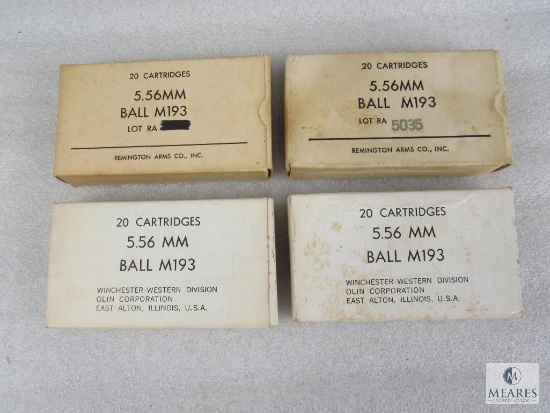 20 CARTRIDGES
5.56MM
BALL M193
LOT RA
REMINGTON ARMS CO., INC.
20 CARTRIDGES
5.56MM
BALL M193
LOT RA 5035
REMINGTON ARMS CO., INC.
20 CARTRIDGES
5.56 MM
BALL M193
WINCHESTER-WESTERN DIVISION
OLIN CORPORATION
EAST ALTON, ILLINOIS, U.S.A.
20 CARTRIDGES
5.56 MM
BALL M193
WINCHESTER-WESTERN DIVISION
OLIN CORPORATION
EAST ALTON, ILLINOIS, U.S.A.
M
MEARES